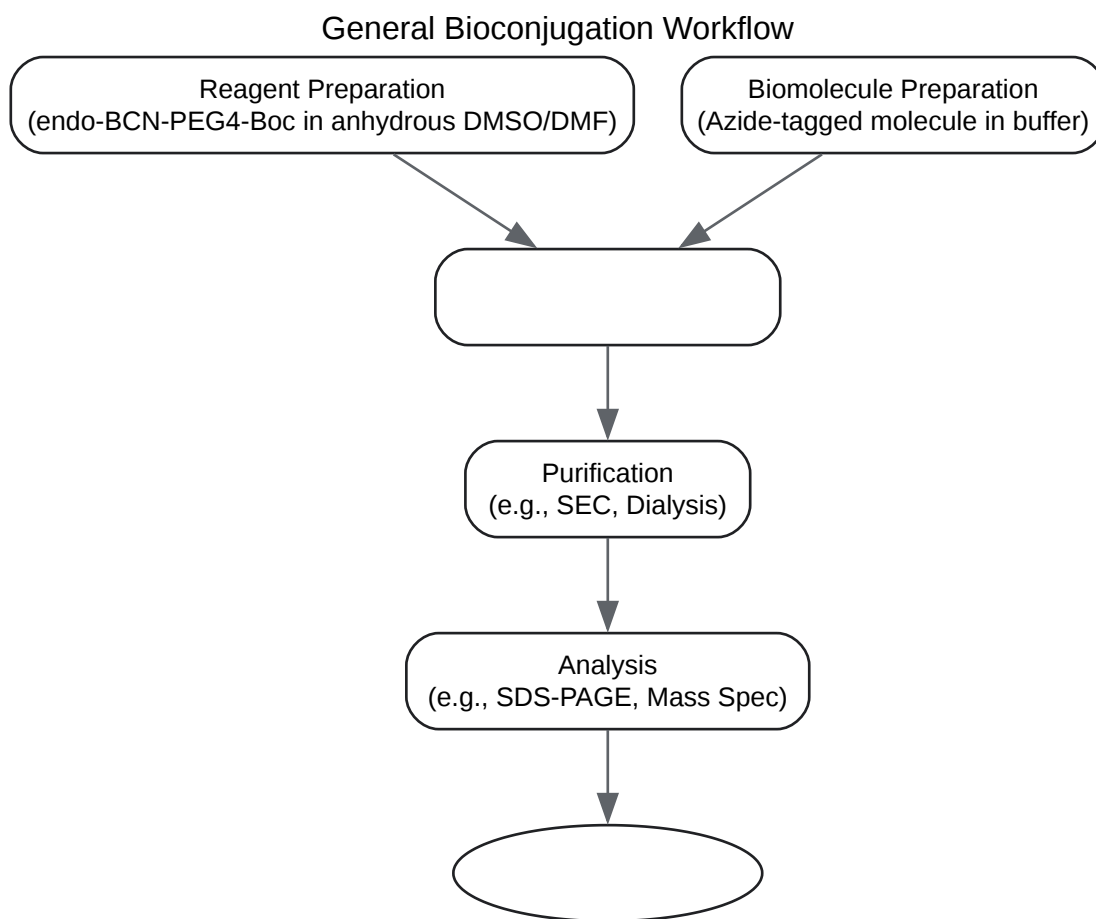 General Bioconjugation Workflow
Reagent Preparation
(endo-BCN-PEG4-Boc in anhydrous DMSO/DMF)
Biomolecule Preparation
(Azide-tagged molecule in buffer)
Purification
(e.g., SEC, Dialysis)
Analysis
(e.g., SDS-PAGE, Mass Spec)